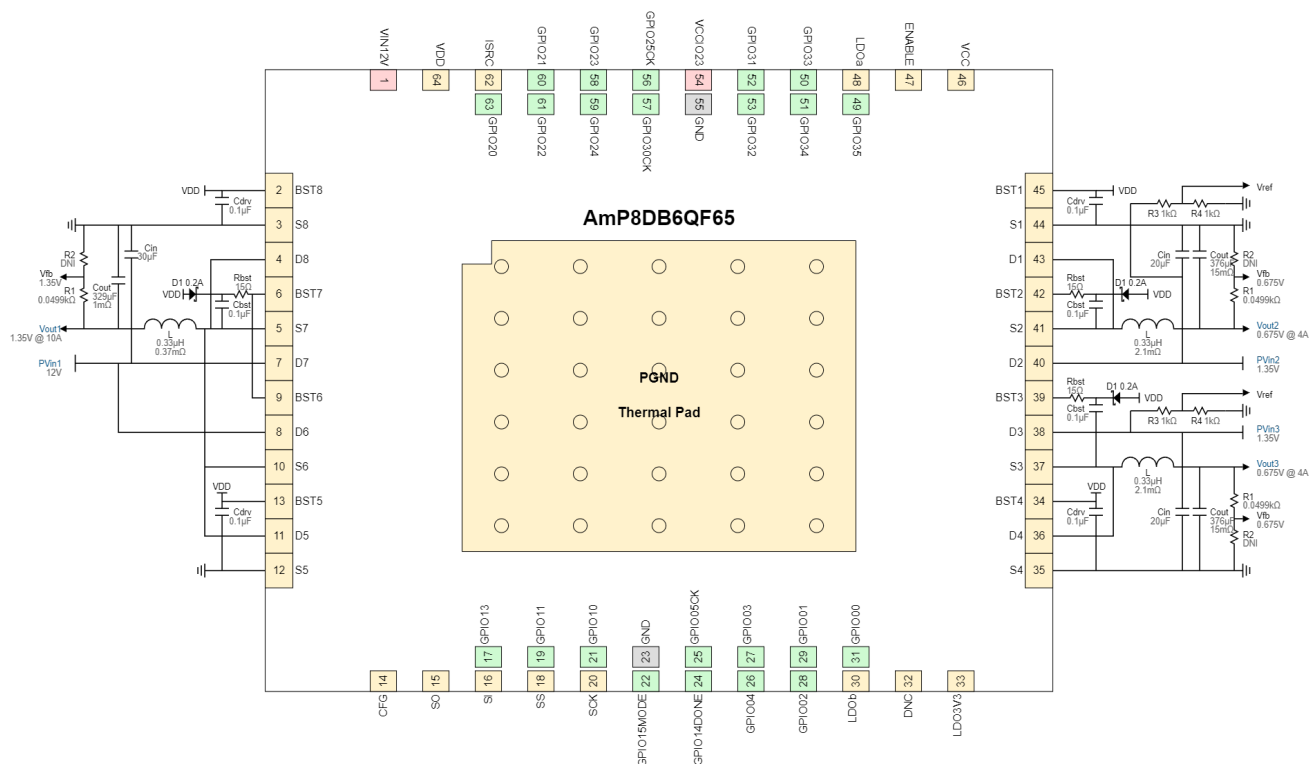 VIN12V
VDD
ISRC
GPIO21
GPIO23
GPIO25CK
VCCIO23
GPIO31
GPIO33
LDOa
ENABLE
VCC
1
64
62
60
58
56
54
52
50
48
47
46
63
61
59
57
55
53
51
49
GPIO20
GPIO22
GPIO24
GPIO30CK
GND
GPIO32
GPIO34
GPIO35
AmP8DB6QF65
PGND
Thermal Pad
2 BST8
3 S8
4 D8
6 BST7
5 S7
7 D7
9 BST6
8 D6
10 S6
13 BST5
11 D5
12 S5
VDD
Cdrv
0.1µF
Cin
30µF
R2
DNI
Vfb
1.35V
R1
0.0499kΩ
Cout
329µF
1mΩ
D1 0.2A
VDD
Rbst
15Ω
Cbst
0.1µF
Vout1
1.35V @ 10A
L
0.33µH
0.37mΩ
PVin1
12V
VDD
Cdrv
0.1µF
BST1 45
S1 44
D1 43
BST2 42
S2 41
D2 40
BST3 39
D3 38
S3 37
BST4 34
D4 36
S4 35
Cdrv
0.1µF
VDD
Vref
R3 1kΩ
R4 1kΩ
Cin
20µF
Cout
376µF
15mΩ
R2
DNI
Vfb
0.675V
R1
0.0499kΩ
Rbst
15Ω
D1 0.2A
VDD
Cbst
0.1µF
L
0.33µH
2.1mΩ
Vout2
0.675V @ 4A
PVin2
1.35V
Rbst
15Ω
D1 0.2A
VDD
Cbst
0.1µF
Vref
R3 1kΩ
R4 1kΩ
PVin3
1.35V
Vout3
0.675V @ 4A
L
0.33µH
2.1mΩ
VDD
Cdrv
0.1µF
Cin
20µF
Cout
376µF
15mΩ
R1
0.0499kΩ
Vfb
0.675V
R2
DNI
GPIO13
GPIO11
GPIO10
GND
GPIO05CK
GPIO03
GPIO01
GPIO00
17
19
21
23
25
27
29
31
14
15
16
18
20
22
24
26
28
30
32
33
CFG
SO
SI
SS
SCK
GPIO15MODE
GPIO14DONE
GPIO04
GPIO02
LDOb
DNC
LDO3V3